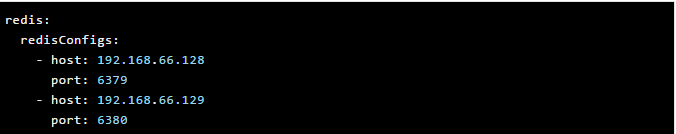 redis:
  redisConfigs:
    - host: 192.168.66.128
      port: 6379
    - host: 192.168.66.129
      port: 6380